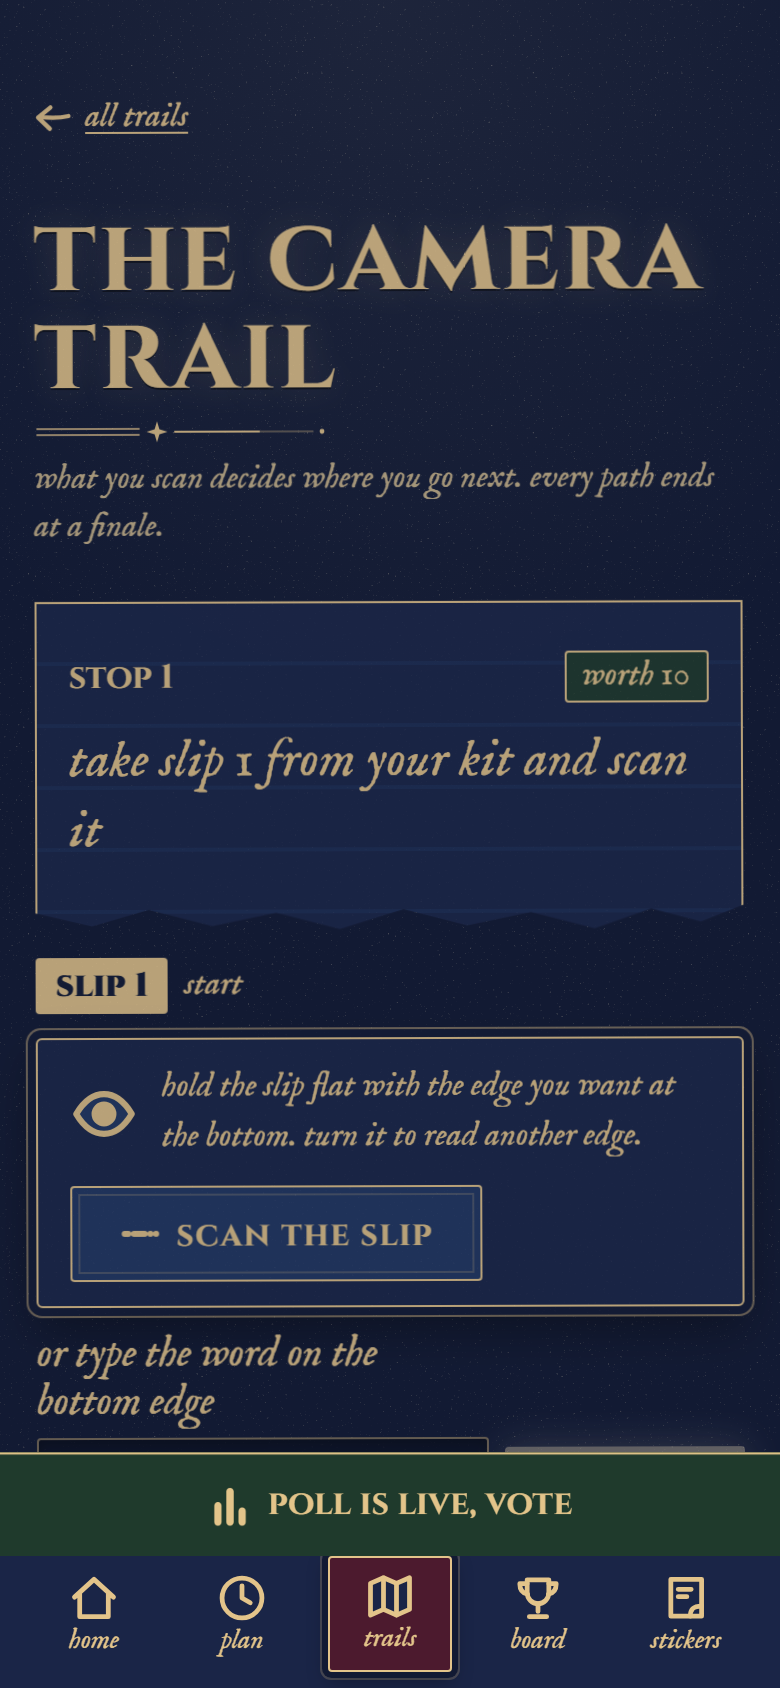 all trails
THE CAMERA
TRAIL
what you scan decides where you go next. every path ends
at a finale.
STOP 1
worth 10
take slip 1 from your kit and scan
it
SLIP 1 start
hold the slip flat with the edge you want at
the bottom. turn it to read another edge.
SCAN THE SLIP
or type the word on the
bottom edge
POLL IS LIVE, VOTE
home plan trails board stickers